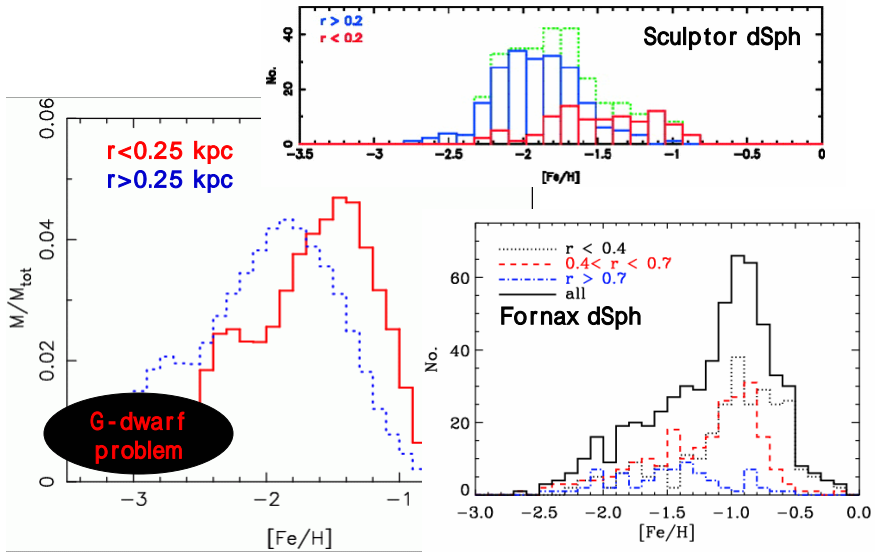 r > 0.2
r < 0.2
Sculptor dSph
No.
40
20
0
-3.5
-3
-2.5
-2
-1.5
-1
-0.5
0
[Fe/H]
r<0.25 kpc
r>0.25 kpc
M/Mtot
0.06
0.04
0.02
0
G-dwarf
problem
-3
-2
-1
[Fe/H]
r < 0.4
0.4< r < 0.7
r > 0.7
all
Fornax dSph
No.
60
40
20
0
-3.0
-2.5
-2.0
-1.5
-1.0
-0.5
0.0
[Fe/H]